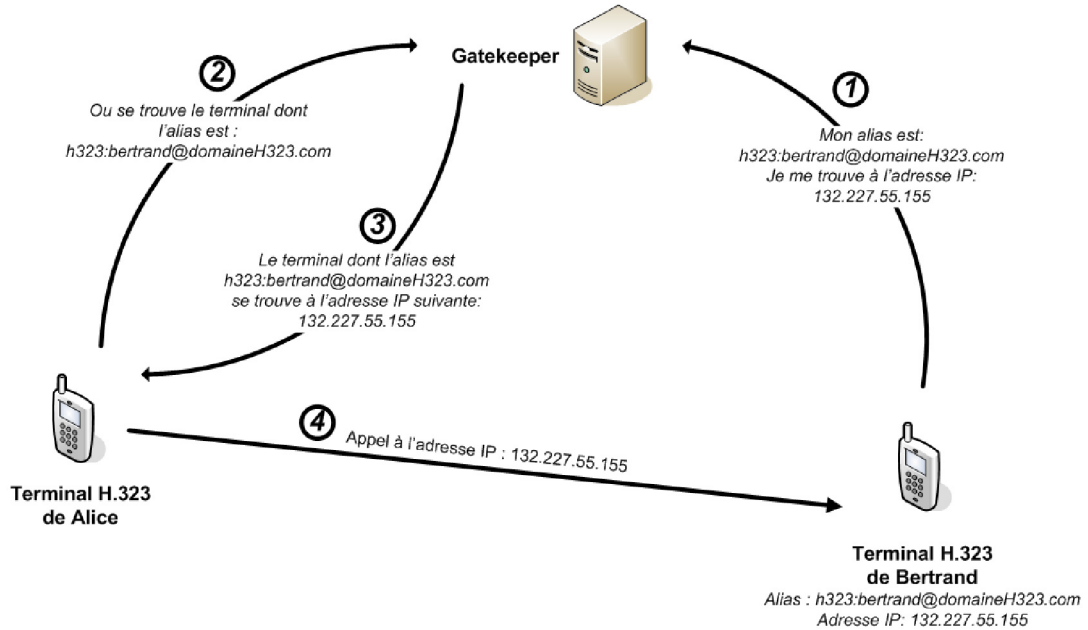 Gatekeeper
1
Mon alias est:
h323:bertrand@domaineH323.com
Je me trouve à l'adresse IP:
132.227.55.155
2
Ou se trouve le terminal dont
l'alias est :
h323:bertrand@domaineH323.com
3
Le terminal dont l'alias est
h323:bertrand@domaineH323.com
se trouve à l'adresse IP suivante:
132.227.55.155
4
Appel à l'adresse IP : 132.227.55.155
Terminal H.323
de Alice
Terminal H.323
de Bertrand
Alias : h323:bertrand@domaineH323.com
Adresse IP: 132.227.55.155